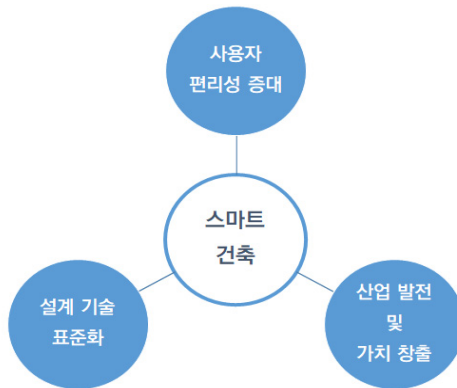 사용자
편리성 증대
스마트
건축
설계 기술
표준화
산업 발전
및
가치 창출